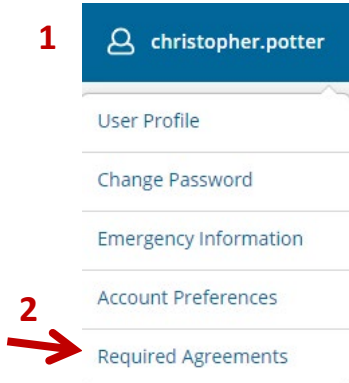 1 christopher.potter
User Profile
Change Password
Emergency Information
Account Preferences
2
Required Agreements